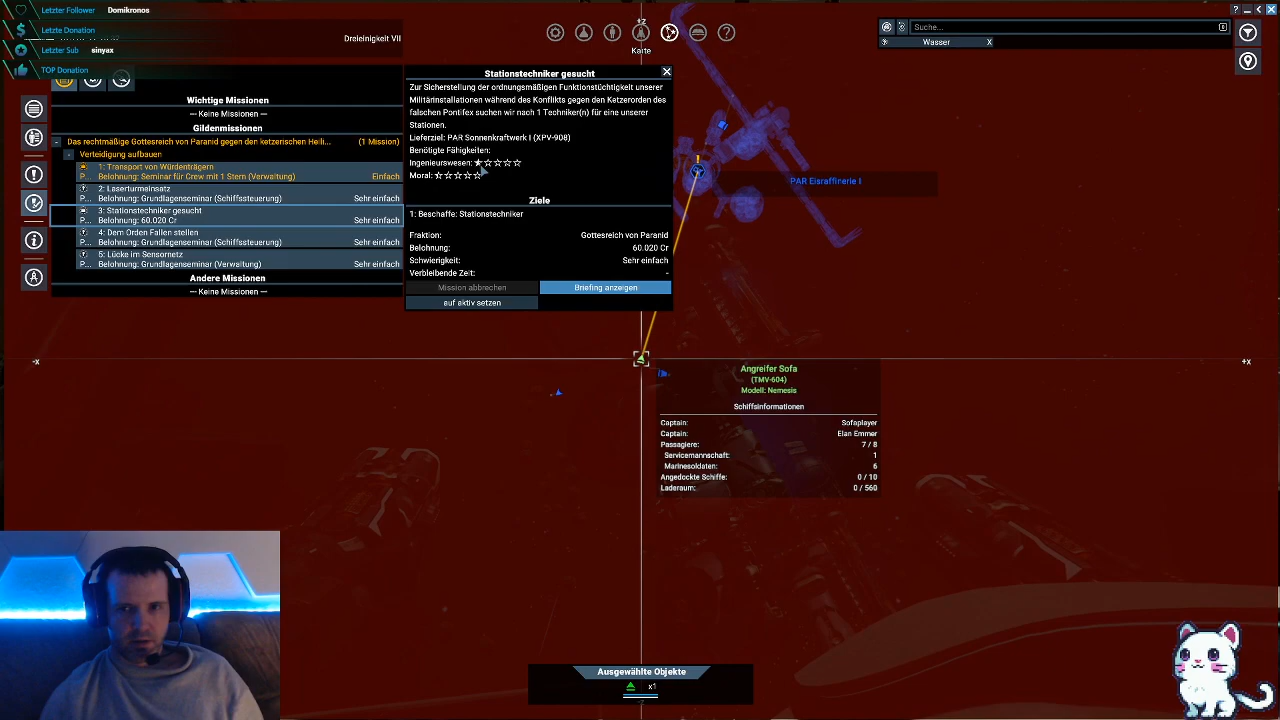 Letzter Follower Domikronos
Letzte Donation
Letzter Sub sinyax
TOP Donation
Dreieinigkeit VII
+z
Karte
Suche...
Wasser X
Wichtige Missionen
--- Keine Missionen ---
Gildenmissionen
Das rechtmäßige Gottesreich von Paranid gegen den ketzerischen Heili... (1 Mission)
Verteidigung aufbauen
1: Transport von Würdenträgern
P... Belohnung: Seminar für Crew mit 1 Stern (Verwaltung) Einfach
2: Laserturmeinsatz
P... Belohnung: Grundlagenseminar (Schiffssteuerung) Sehr einfach
3: Stationstechniker gesucht
P... Belohnung: 60.020 Cr Sehr einfach
4: Dem Orden Fallen stellen
P... Belohnung: Grundlagenseminar (Schiffssteuerung) Sehr einfach
5: Lücke im Sensornetz
P... Belohnung: Grundlagenseminar (Verwaltung) Sehr einfach
Andere Missionen
--- Keine Missionen ---
Stationstechniker gesucht
Zur Sicherstellung der ordnungsmäßigen Funktionstüchtigkeit unserer
Militärinstallationen während des Konflikts gegen den Ketzerorden des
falschen Pontifex suchen wir nach 1 Techniker(n) für eine unserer
Stationen.
Lieferziel: PAR Sonnenkraftwerk I (XPV-908)
Benötigte Fähigkeiten:
Ingenieurswesen: ★☆☆☆☆
Moral: ☆☆☆☆☆
Ziele
1: Beschaffe: Stationstechniker
Fraktion: Gottesreich von Paranid
Belohnung: 60.020 Cr
Schwierigkeit: Sehr einfach
Verbleibende Zeit: -
Mission abbrechen Briefing anzeigen
auf aktiv setzen
PAR Eisraffinerie I
-x
+x
Angreifer Sofa
(TMV-604)
Modell: Nemesis
Schiffsinformationen
Captain: Sofaplayer
Captain: Elan Emmer
Passagiere: 7 / 8
Servicemannschaft: 1
Marinesoldaten: 6
Angedockte Schiffe: 0 / 10
Laderaum: 0 / 560
Ausgewählte Objekte
x1